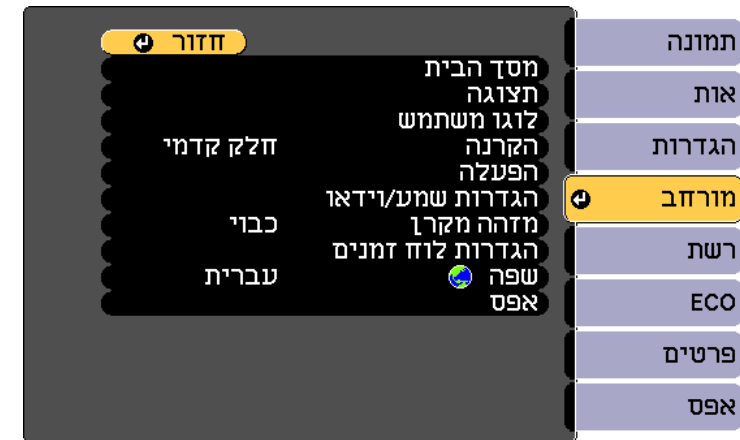 תמונה
אות
הגדרות
מורחב
רשת
ECO
פרטים
אפס
חזור
מסך הבית
תצוגה
לוגו משתמש
הקרנה חלק קדמי
הפעלה
הגדרות שמע/וידאו
מזהה מקרן כבוי
הגדרות לוח זמנים
שפה עברית
אפס